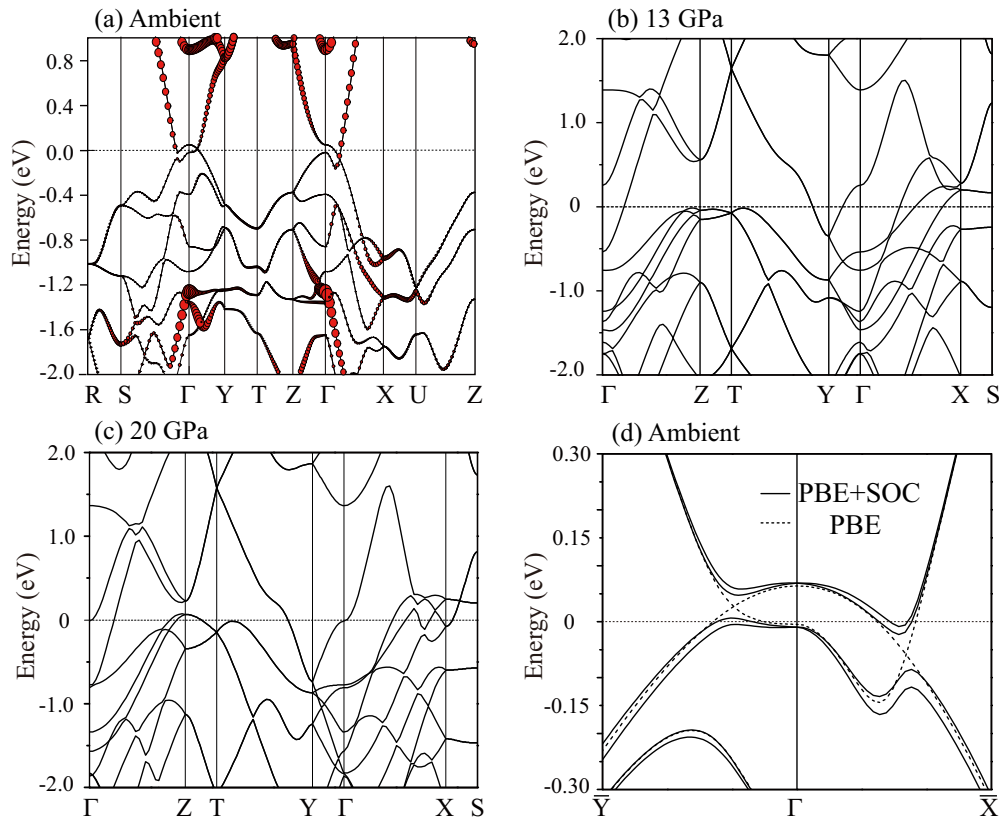 (a) Ambient
(b) 13 GPa
Energy (eV)
0.8
0.4
0.0
-0.4
-0.8
-1.2
-1.6
-2.0
R S Γ Y T Z Γ X U Z
Energy (eV)
2.0
1.0
0
-1.0
-2.0
Γ Z T Y Γ X S
(c) 20 GPa
(d) Ambient
Energy (eV)
2.0
1.0
0
-1.0
-2.0
Γ Z T Y Γ X S
Energy (eV)
0.30
0.15
0
-0.15
-0.30
PBE+SOC
PBE
Y̅ Γ X̅